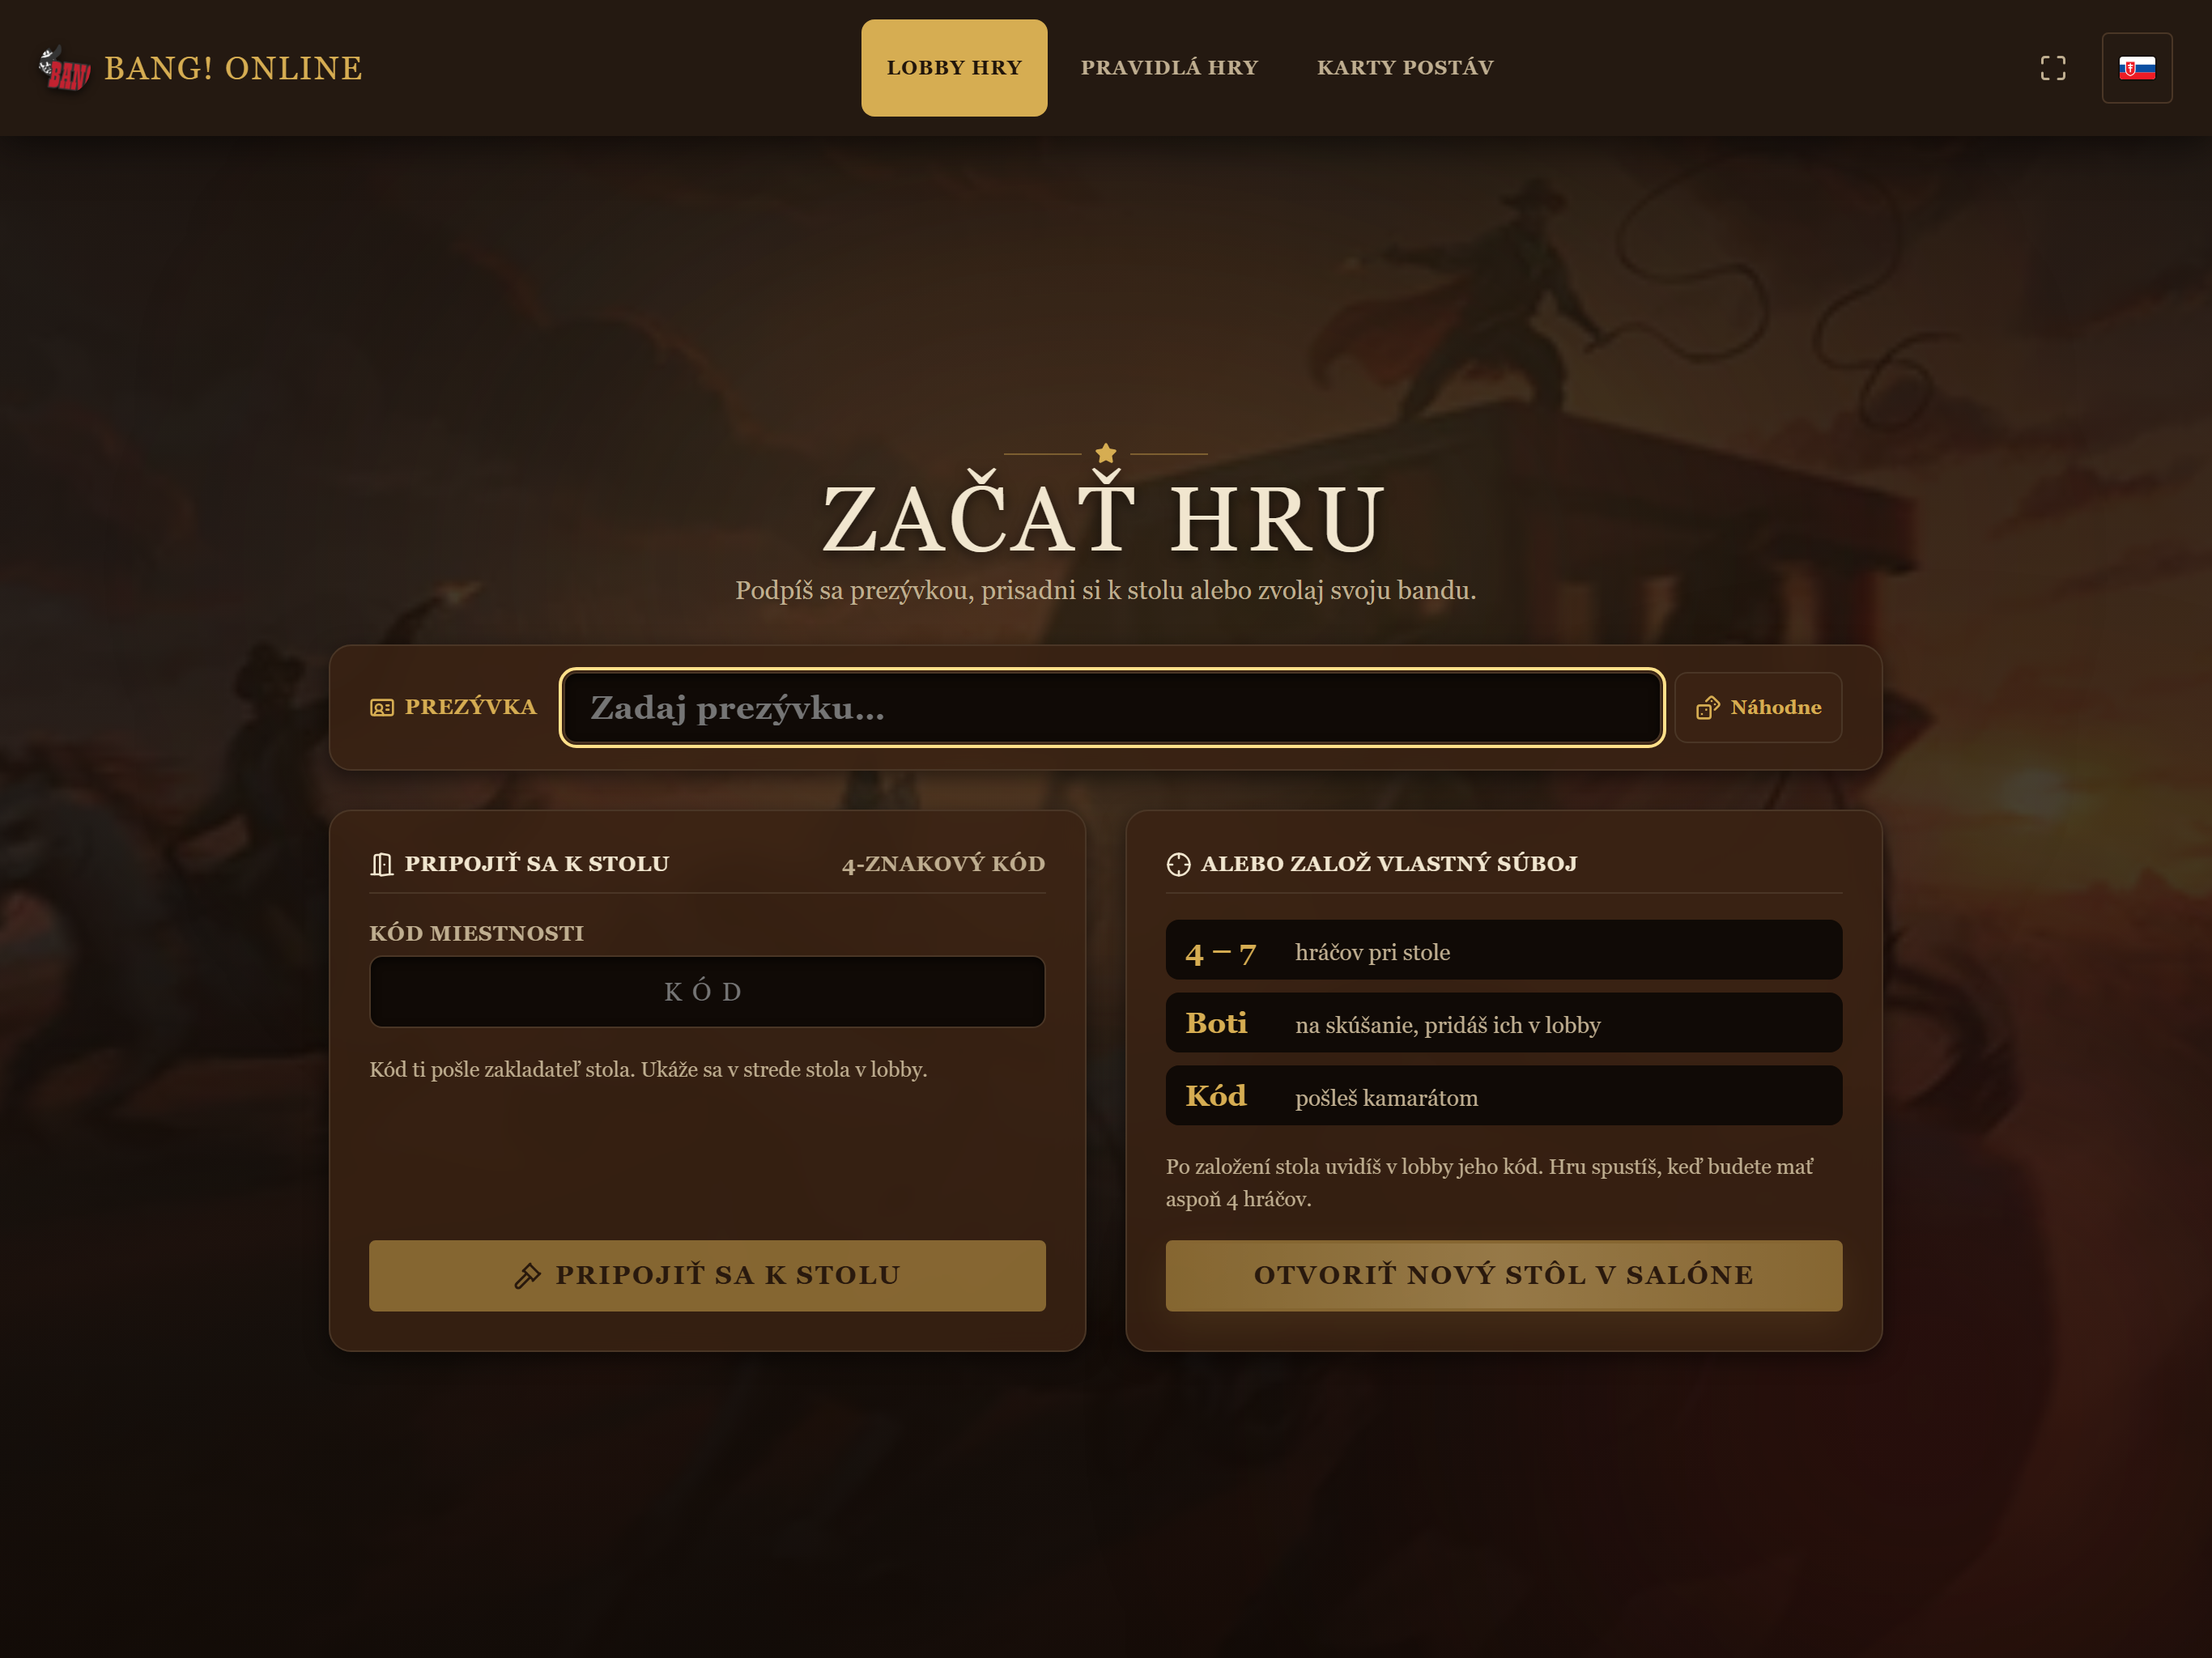 BANG! ONLINE
LOBBY HRY
PRAVIDLÁ HRY
KARTY POSTÁV
ZAČAŤ HRU
Podpíš sa prezývkou, prisadni si k stolu alebo zvolaj svoju bandu.
PREZÝVKA
Zadaj prezývku...
Náhodne
PRIPOJIŤ SA K STOLU
4-ZNAKOVÝ KÓD
KÓD MIESTNOSTI
KÓD
Kód ti pošle zakladateľ stola. Ukáže sa v strede stola v lobby.
PRIPOJIŤ SA K STOLU
ALEBO ZALOŽ VLASTNÝ SÚBOJ
4 – 7 hráčov pri stole
Boti na skúšanie, pridáš ich v lobby
Kód pošleš kamarátom
Po založení stola uvidíš v lobby jeho kód. Hru spustíš, keď budete mať
aspoň 4 hráčov.
OTVORIŤ NOVÝ STÔL V SALÓNE